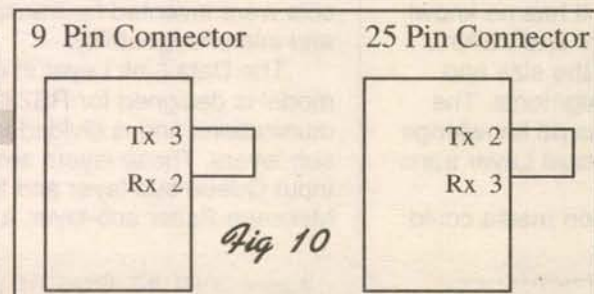 9 Pin Connector
25 Pin Connector
Tx 3
Rx 2
Tx 2
Rx 3
Fig 10